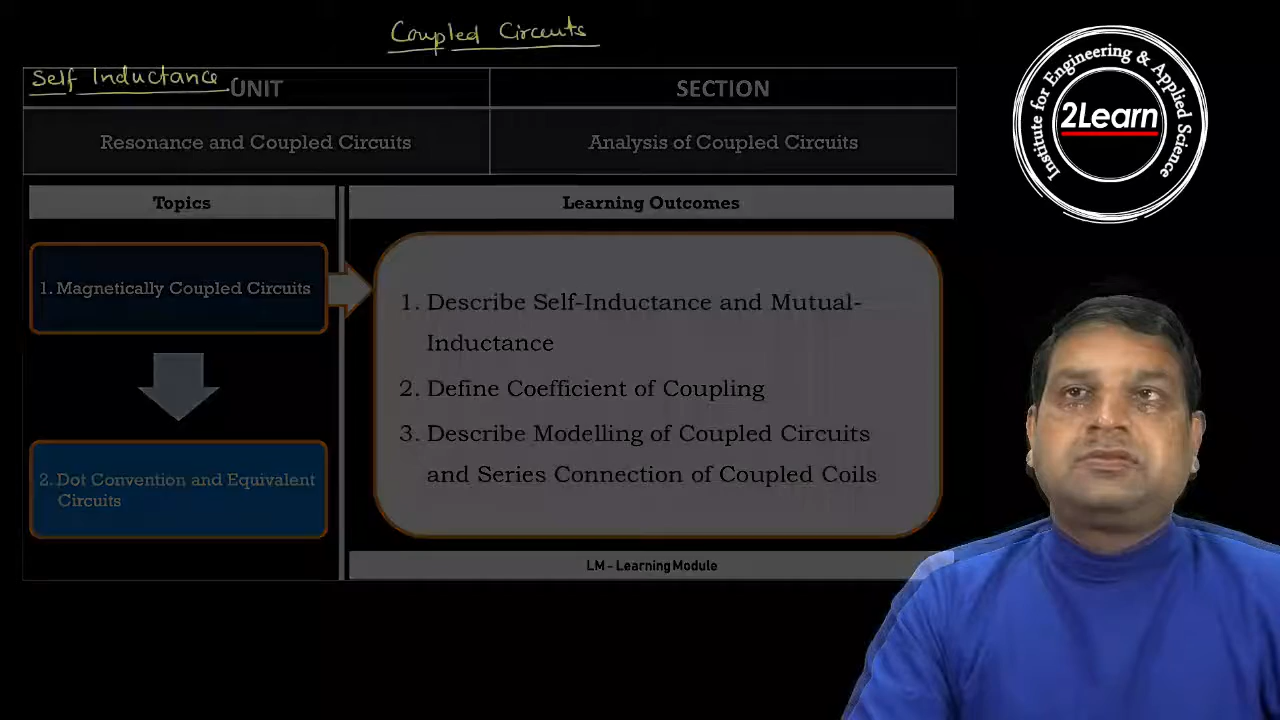 Coupled Circuits
Self Inductance
UNIT
SECTION
Resonance and Coupled Circuits
Analysis of Coupled Circuits
Topics
Learning Outcomes
1. Magnetically Coupled Circuits
1. Describe Self-Inductance and Mutual-
Inductance
2. Define Coefficient of Coupling
3. Describe Modelling of Coupled Circuits
and Series Connection of Coupled Coils
2. Dot Convention and Equivalent
Circuits
LM - Learning Module
Institute for Engineering & Applied Science
2Learn